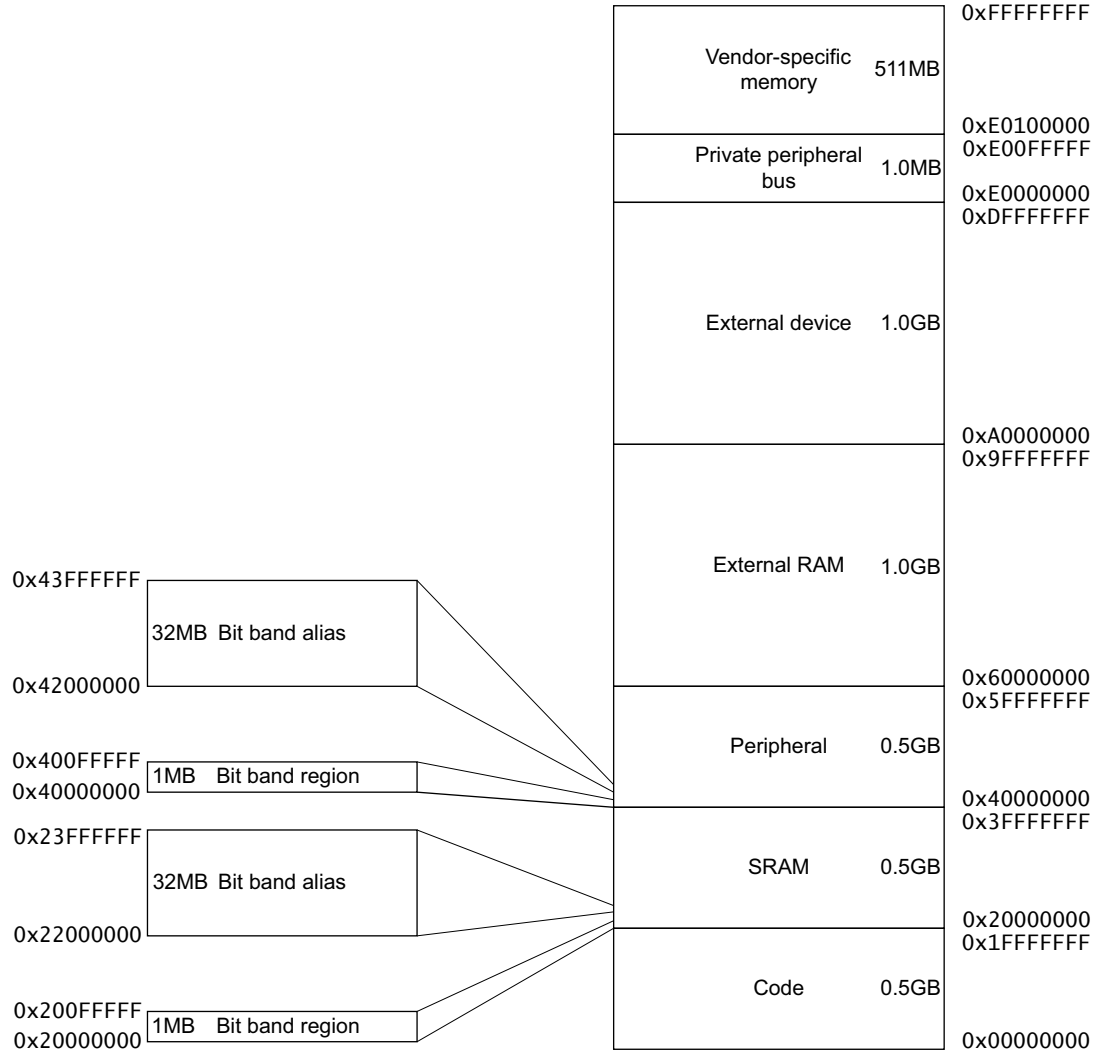 0xFFFFFFFF
Vendor-specific
memory
511MB
0xE0100000
0xE00FFFFF
Private peripheral
bus
1.0MB
0xE0000000
0xDFFFFFFF
External device
1.0GB
0xA0000000
0x9FFFFFFF
External RAM
1.0GB
0x43FFFFFF
32MB Bit band alias
0x42000000
0x60000000
0x5FFFFFFF
Peripheral
0.5GB
0x400FFFFF
1MB Bit band region
0x40000000
0x40000000
0x3FFFFFFF
0x23FFFFFF
32MB Bit band alias
SRAM
0.5GB
0x22000000
0x20000000
0x1FFFFFFF
Code
0.5GB
0x200FFFFF
1MB Bit band region
0x20000000
0x00000000